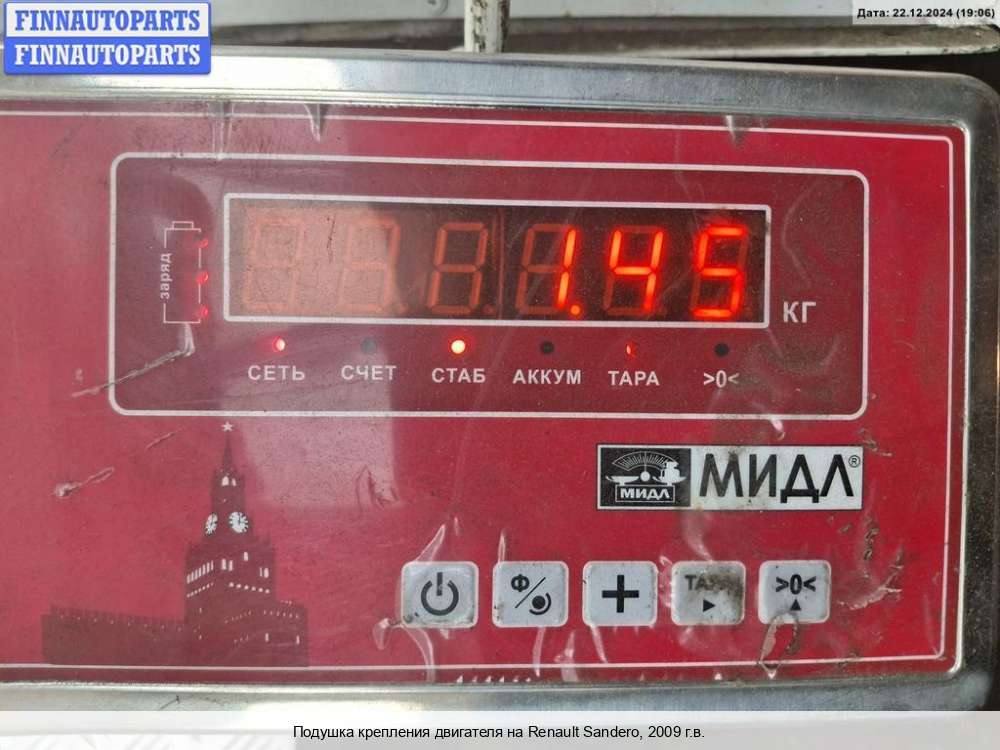 FINNAUTOPARTS
FINNAUTOPARTS
Дата: 22.12.2024 (19:06)
заряд
1.45
КГ
СЕТЬ СЧЕТ СТАБ АККУМ ТАРА >0<
МИДЛ МИДЛ®
Ф/ + ТАРА >0<
Подушка крепления двигателя на Renault Sandero, 2009 г.в.